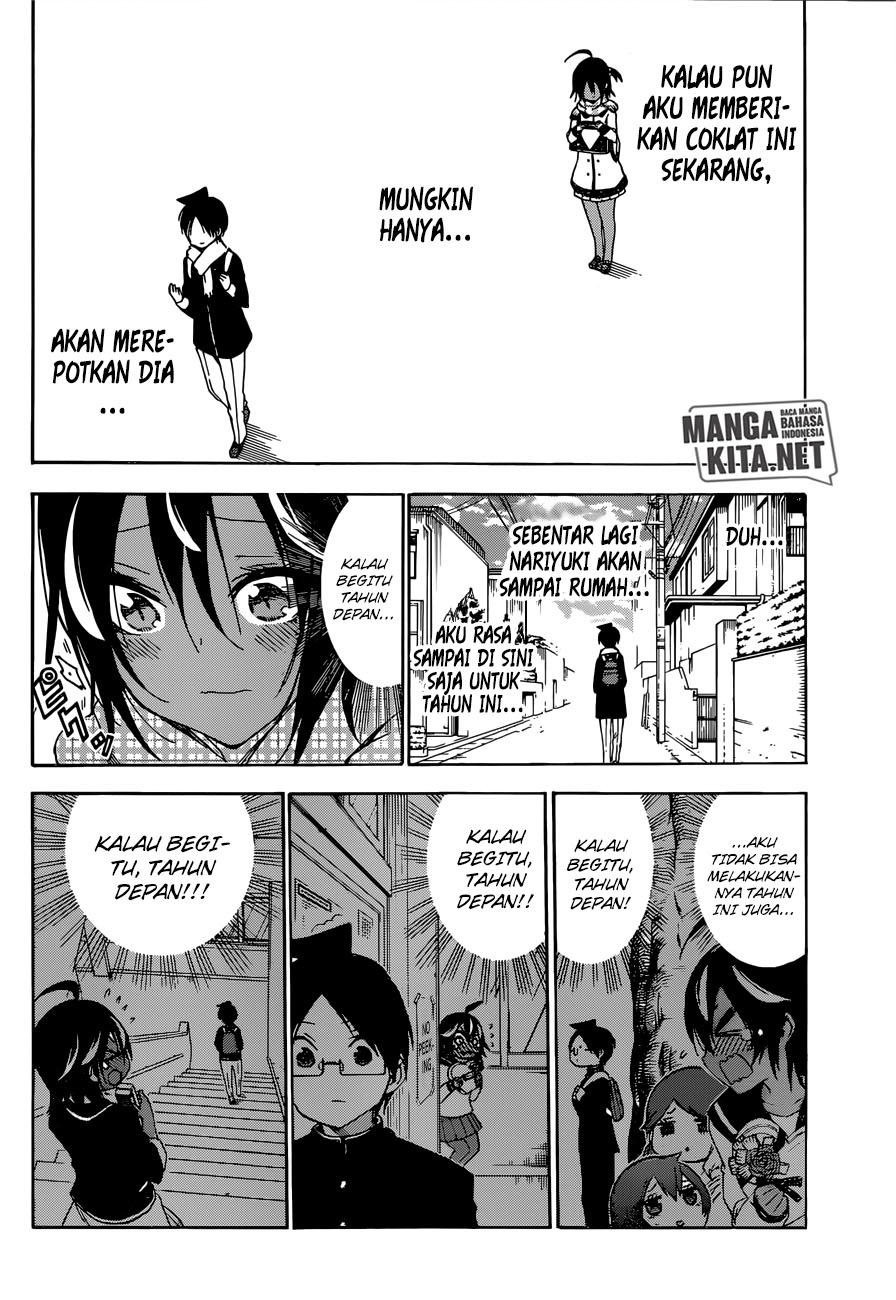 KALAU PUN
AKU MEMBERI-
KAN COKLAT INI
SEKARANG,
MUNGKIN
HANYA...
AKAN MERE-
POTKAN DIA
...
MANGA
KITA.NET
BACA MANGA
BAHASA
INDONESIA
DUH...
SEBENTAR LAGI
NARIYUKI AKAN
SAMPAI RUMAH...
AKU RASA
SAMPAI DI SINI
SAJA UNTUK
TAHUN INI...
KALAU
BEGITU
TAHUN
DEPAN...
...AKU
TIDAK BISA
MELAKUKAN-
NYA TAHUN
INI JUGA...
KALAU
BEGITU,
TAHUN
DEPAN!
KALAU
BEGITU,
TAHUN
DEPAN!!
NO
PEEK-
ING
KALAU BEGI-
TU, TAHUN
DEPAN!!!